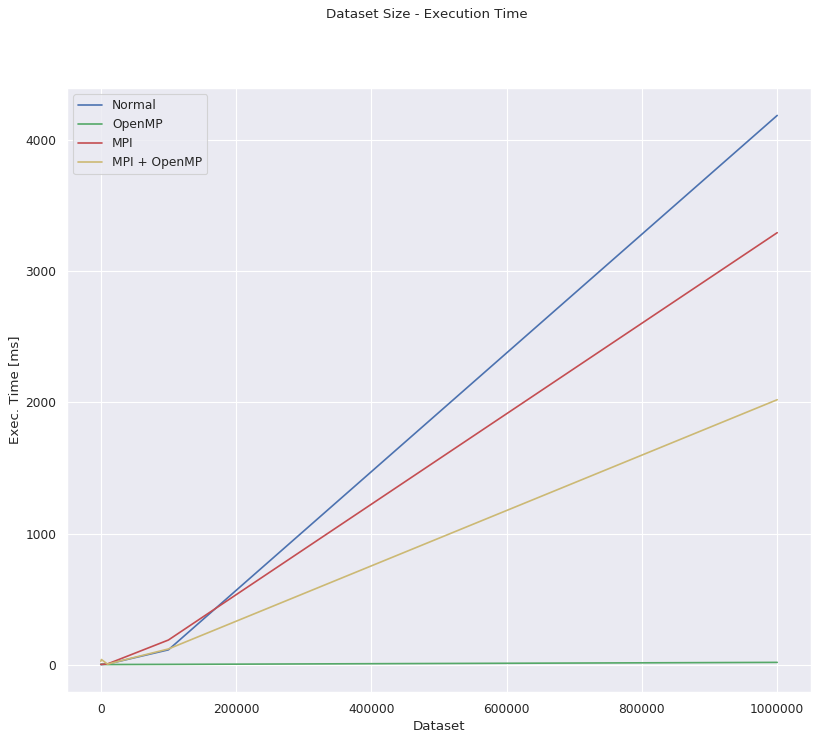 Dataset Size - Execution Time
Normal
OpenMP
MPI
MPI + OpenMP
4000
3000
2000
1000
0
Exec. Time [ms]
0 200000 400000 600000 800000 1000000
Dataset